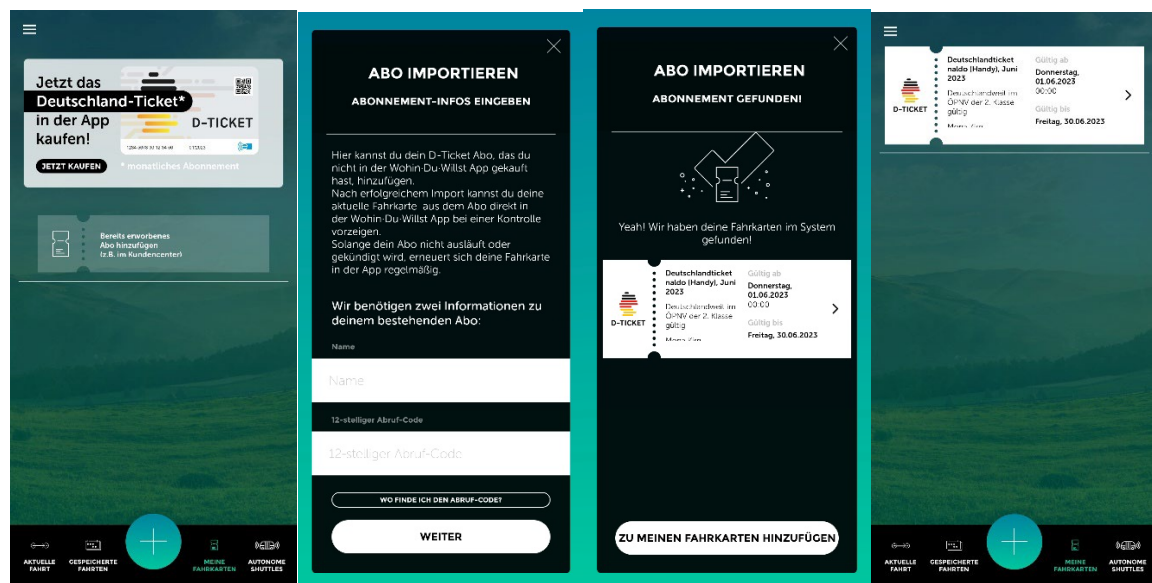 Jetzt das
Deutschland-Ticket*
in der App
kaufen!
D-TICKET
JETZT KAUFEN
* monatliches Abonnement
Bereits erworbenes
Abo hinzufügen
(z.B. im Kundencenter)
AKTUELLE
FAHRT
GESPEICHERTE
FAHRTEN
MEINE
FAHRKARTEN
AUTONOME
SHUTTLES
ABO IMPORTIEREN
ABONNEMENT-INFOS EINGEBEN
Hier kannst du dein D-Ticket Abo, das du
nicht in der Wohin·Du·Willst App gekauft
hast, hinzufügen.
Nach erfolgreichem Import kannst du deine
aktuelle Fahrkarte aus dem Abo direkt in
der Wohin·Du·Willst App bei einer Kontrolle
vorzeigen.
Solange dein Abo nicht ausläuft oder
gekündigt wird, erneuert sich deine Fahrkarte
in der App regelmäßig.
Wir benötigen zwei Informationen zu
deinem bestehenden Abo:
Name
Name
12-stelliger Abruf-Code
12-stelliger Abruf-Code
WO FINDE ICH DEN ABRUF-CODE?
WEITER
ABO IMPORTIEREN
ABONNEMENT GEFUNDEN!
Yeah! Wir haben deine Fahrkarten im System
gefunden!
D-TICKET
Deutschlandticket
naldo (Handy), Juni
2023
Deutschlandweit im
ÖPNV der 2. Klasse
gültig
Gültig ab
Donnerstag,
01.06.2023
00:00
Gültig bis
Freitag, 30.06.2023
ZU MEINEN FAHRKARTEN HINZUFÜGEN
D-TICKET
Deutschlandticket
naldo (Handy), Juni
2023
Deutschlandweit im
ÖPNV der 2. Klasse
gültig
Gültig ab
Donnerstag,
01.06.2023
00:00
Gültig bis
Freitag, 30.06.2023
AKTUELLE
FAHRT
GESPEICHERTE
FAHRTEN
MEINE
FAHRKARTEN
AUTONOME
SHUTTLES